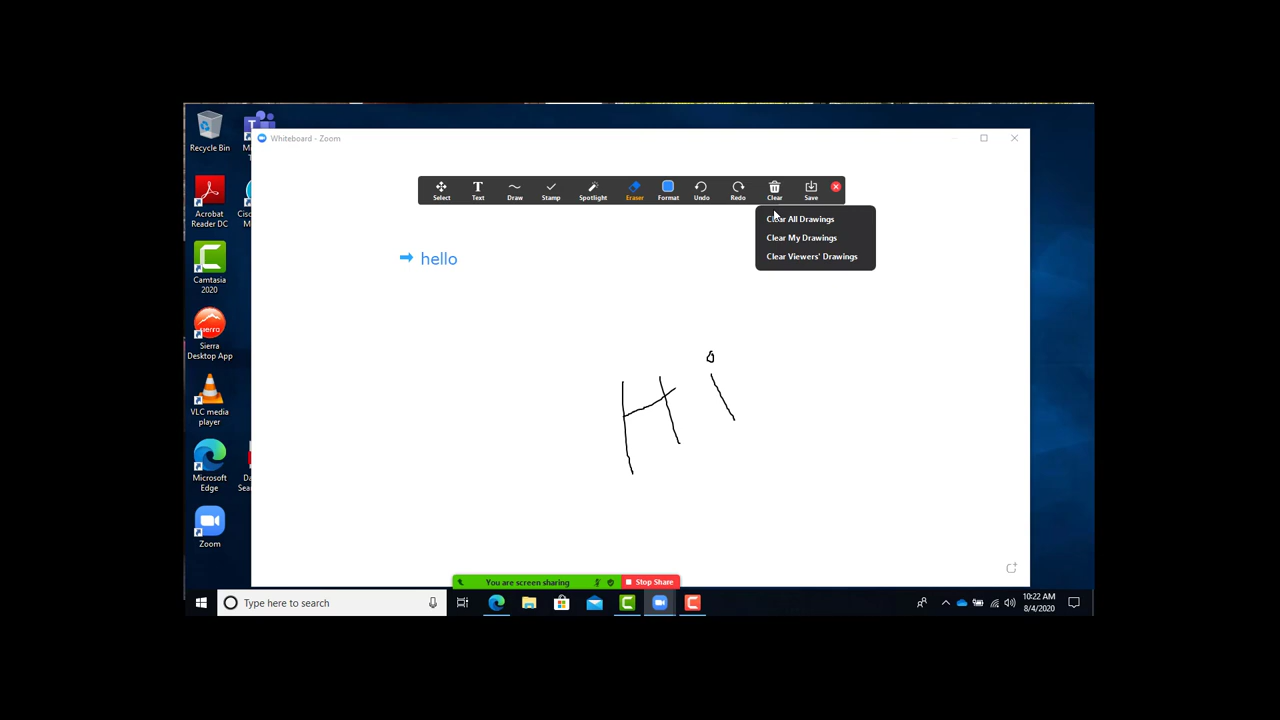 Recycle Bin
Whiteboard - Zoom
Select
Text
Draw
Stamp
Spotlight
Eraser
Format
Undo
Redo
Clear
Save
Clear All Drawings
Clear My Drawings
Clear Viewers' Drawings
hello
Hi
Acrobat
Reader DC
Camtasia
2020
sierra
Sierra
Desktop App
VLC media
player
Microsoft
Edge
Zoom
You are screen sharing
Stop Share
Type here to search
10:22 AM
8/4/2020